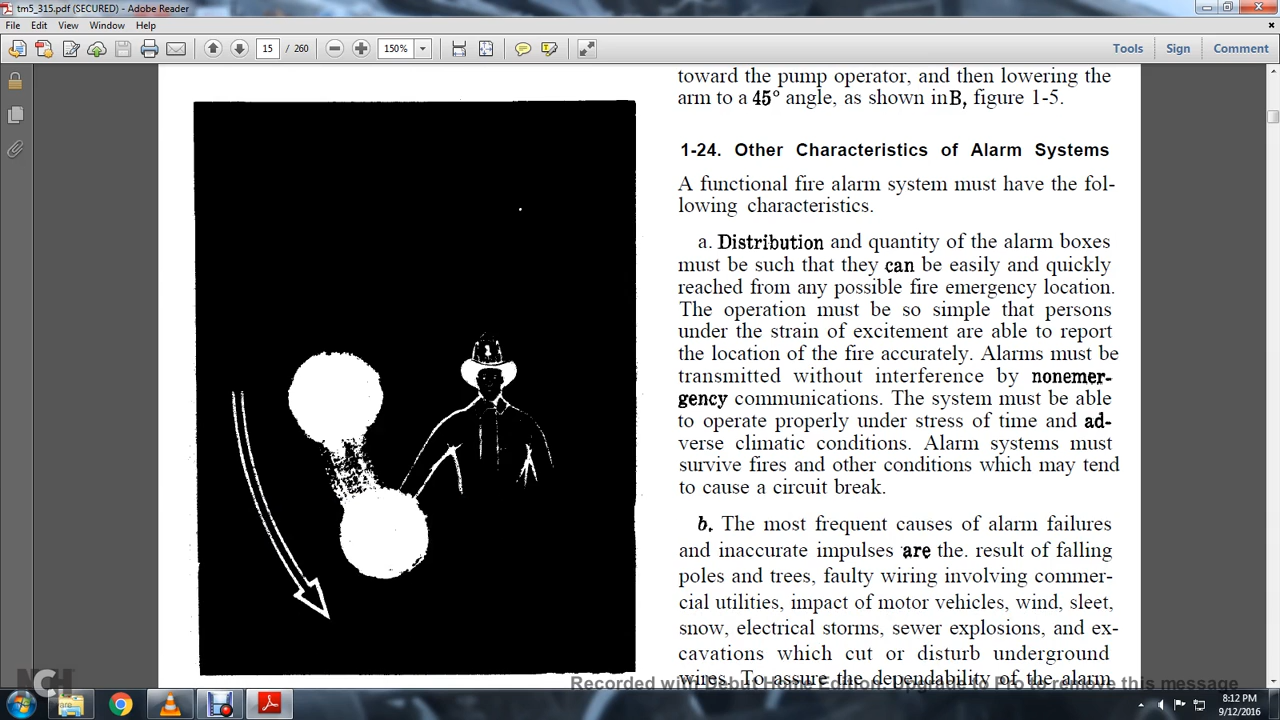 tm5_315.pdf (SECURED) - Adobe Reader
File Edit View Window Help
15 / 260 150% Tools Sign Comment
toward the pump operator, and then lowering the
arm to a 45° angle, as shown in B, figure 1-5.
1-24. Other Characteristics of Alarm Systems
A functional fire alarm system must have the fol-
lowing characteristics.
a. Distribution and quantity of the alarm boxes
must be such that they can be easily and quickly
reached from any possible fire emergency location.
The operation must be so simple that persons
under the strain of excitement are able to report
the location of the fire accurately. Alarms must be
transmitted without interference by nonemer-
gency communications. The system must be able
to operate properly under stress of time and ad-
verse climatic conditions. Alarm systems must
survive fires and other conditions which may tend
to cause a circuit break.
b. The most frequent causes of alarm failures
and inaccurate impulses are the. result of falling
poles and trees, faulty wiring involving commer-
cial utilities, impact of motor vehicles, wind, sleet,
snow, electrical storms, sewer explosions, and ex-
cavations which cut or disturb underground
wires. To assure the dependability of the alarm
Recorded with Debut Home Edition. Upgrade to Pro to remove this message
NCH
8:12 PM
9/12/2016